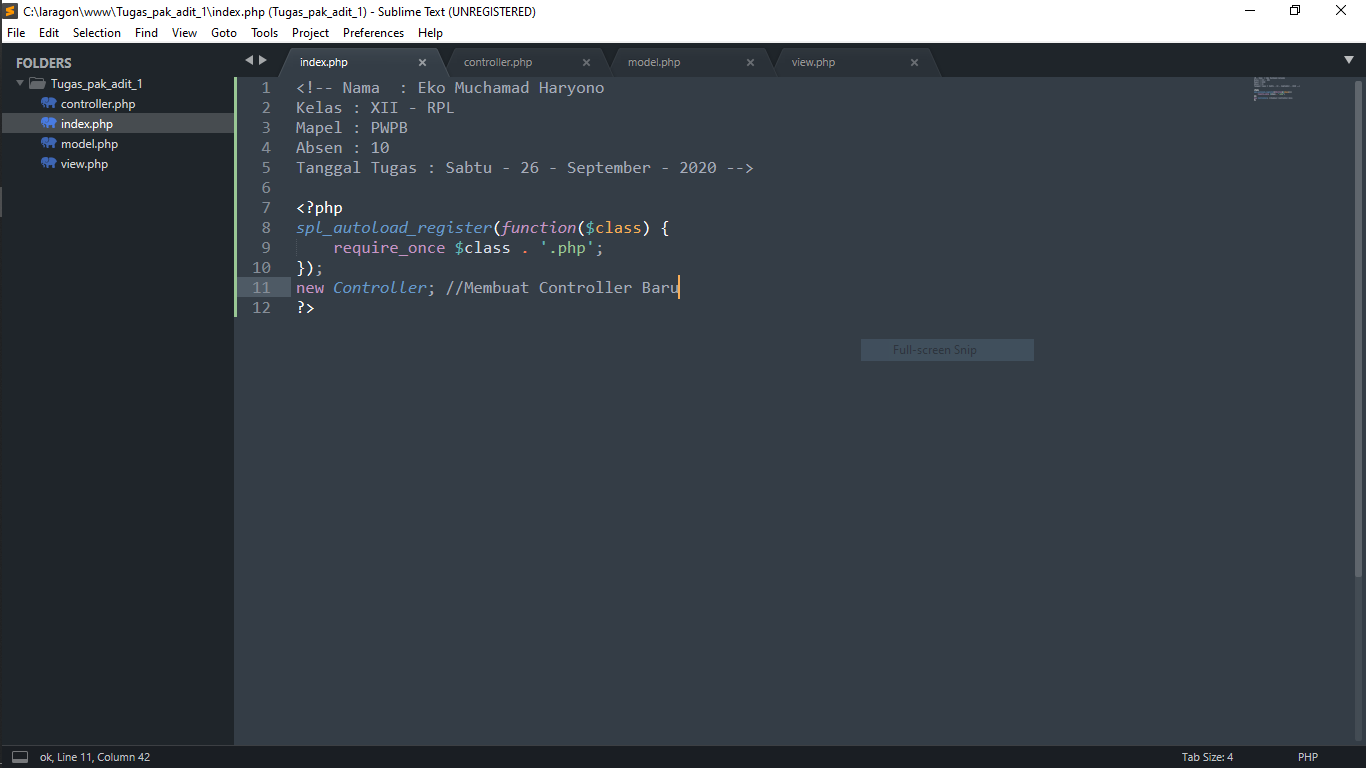 C:\laragon\www\Tugas_pak_adit_1\index.php (Tugas_pak_adit_1) - Sublime Text (UNREGISTERED)
File Edit Selection Find View Goto Tools Project Preferences Help
FOLDERS
Tugas_pak_adit_1
controller.php
index.php
model.php
view.php
index.php × controller.php × model.php × view.php ×
1 <!-- Nama  : Eko Muchamad Haryono
2 Kelas : XII - RPL
3 Mapel : PWPB
4 Absen : 10
5 Tanggal Tugas : Sabtu - 26 - September - 2020 -->
6
7 <?php
8 spl_autoload_register(function($class) {
9     require_once $class . '.php';
10 });
11 new Controller; //Membuat Controller Baru
12 ?>
Full-screen Snip
ok, Line 11, Column 42
Tab Size: 4
PHP